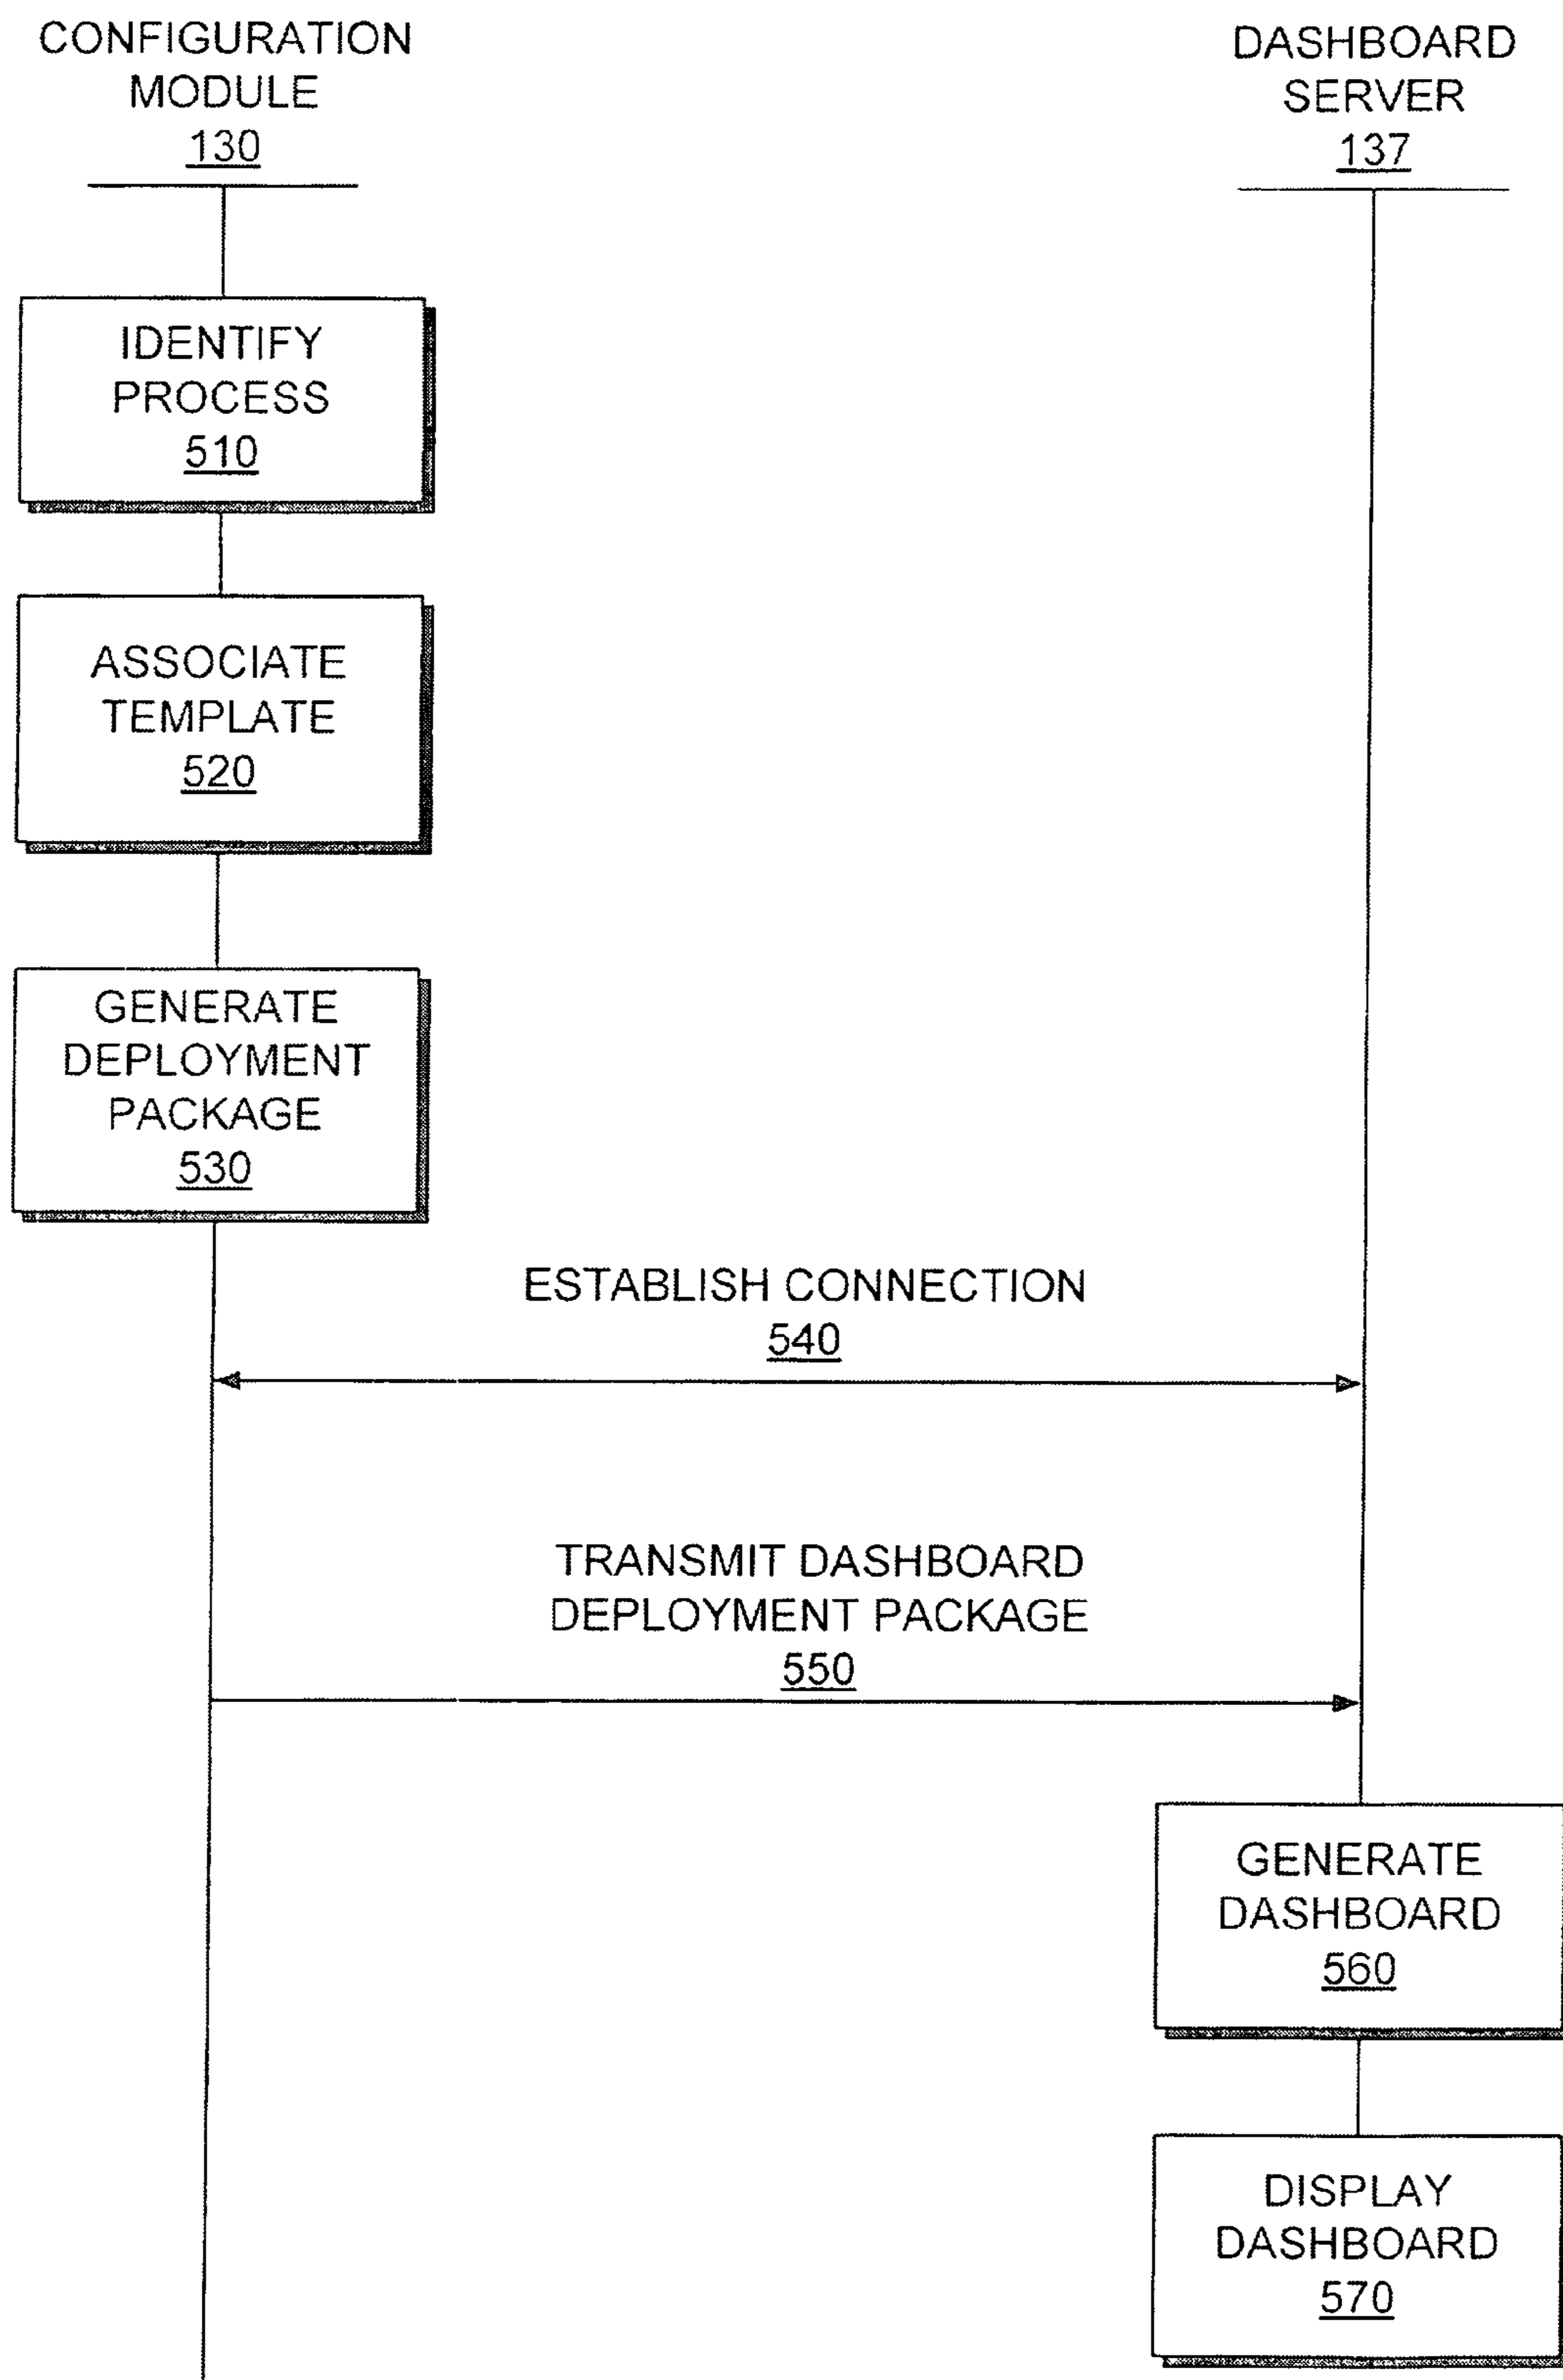 CONFIGURATION
MODULE
130
DASHBOARD
SERVER
137
IDENTIFY
PROCESS
510
ASSOCIATE
TEMPLATE
520
GENERATE
DEPLOYMENT
PACKAGE
530
ESTABLISH CONNECTION
540
TRANSMIT DASHBOARD
DEPLOYMENT PACKAGE
550
GENERATE
DASHBOARD
560
DISPLAY
DASHBOARD
570